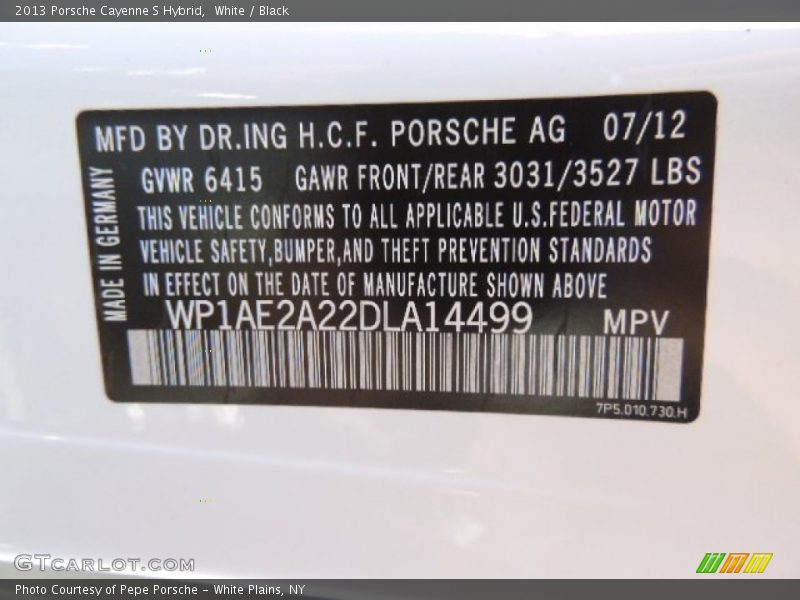 2013 Porsche Cayenne S Hybrid, White / Black
MFD BY DR.ING H.C.F. PORSCHE AG 07/12
GVWR 6415 GAWR FRONT/REAR 3031/3527 LBS
THIS VEHICLE CONFORMS TO ALL APPLICABLE U.S.FEDERAL MOTOR
VEHICLE SAFETY,BUMPER,AND THEFT PREVENTION STANDARDS
IN EFFECT ON THE DATE OF MANUFACTURE SHOWN ABOVE
WP1AE2A22DLA14499 MPV
MADE IN GERMANY
7P5.010.730.H
GTCARLOT.COM
Photo Courtesy of Pepe Porsche - White Plains, NY